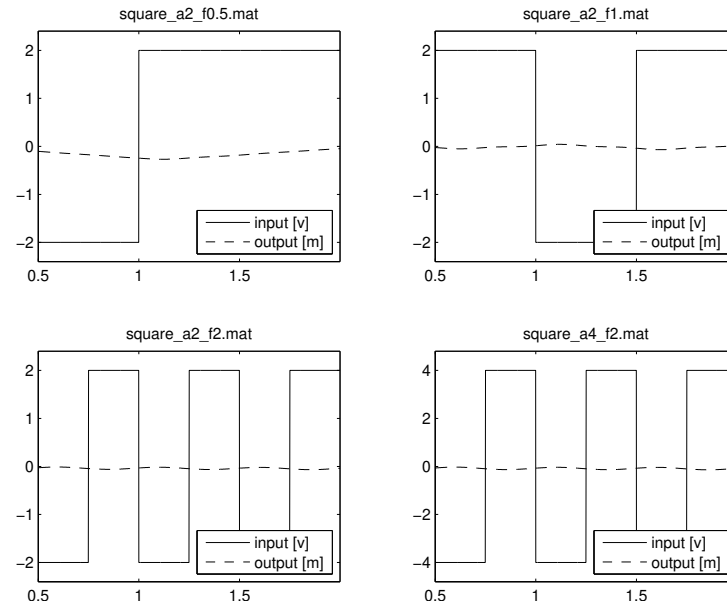 square_a2_f0.5.mat
2
1
0
−1
−2
0.5 1 1.5
input [v]
output [m]
square_a2_f1.mat
2
1
0
−1
−2
0.5 1 1.5
input [v]
output [m]
square_a2_f2.mat
2
1
0
−1
−2
0.5 1 1.5
input [v]
output [m]
square_a4_f2.mat
4
2
0
−2
−4
0.5 1 1.5
input [v]
output [m]